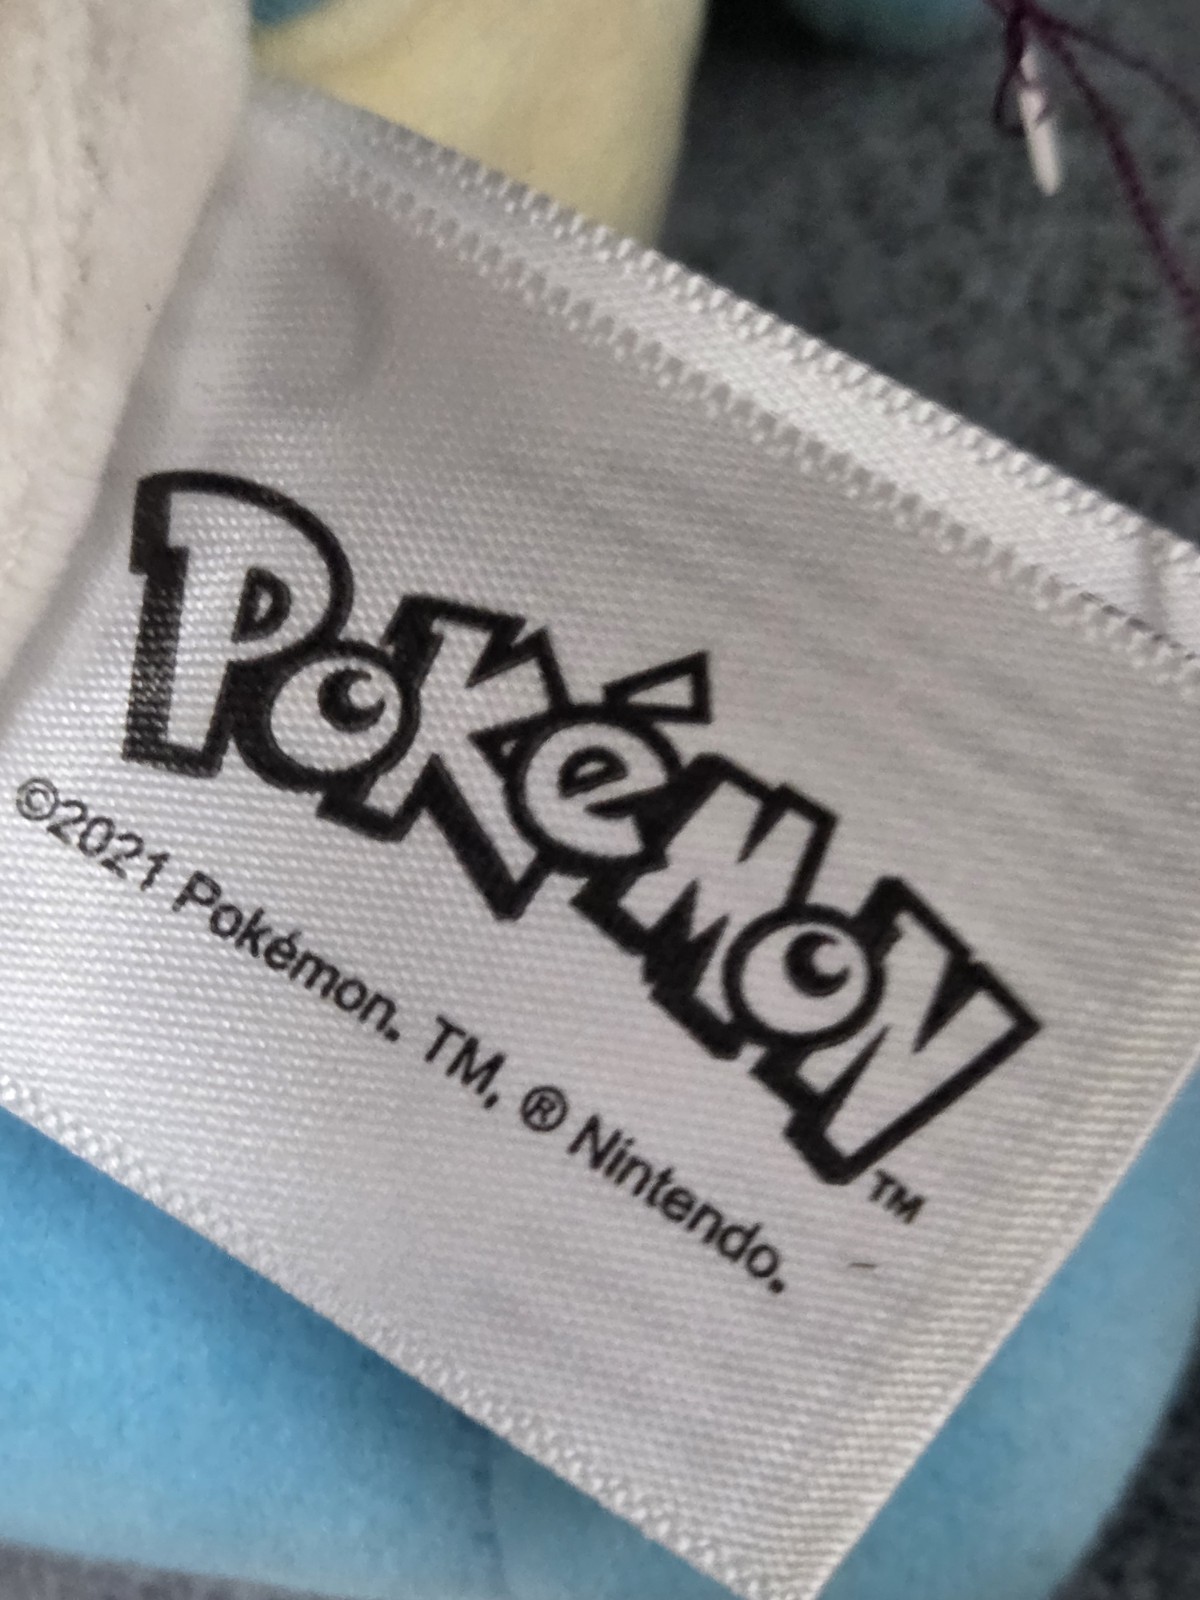 POKéMON
TM
©2021 Pokémon. TM, ® Nintendo.